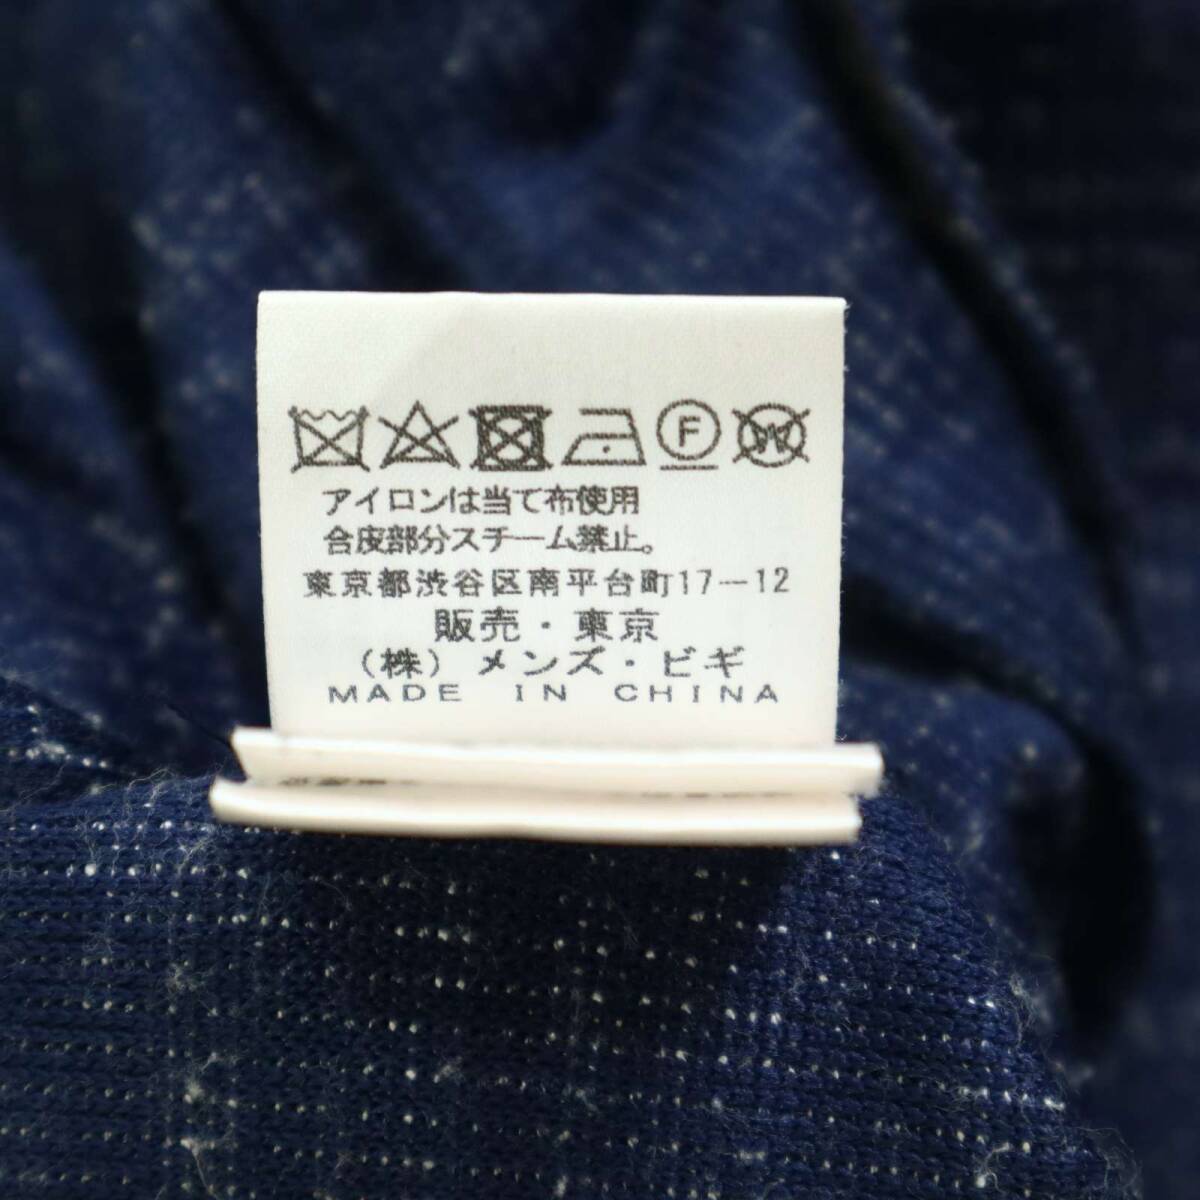 F W
アイロンは当て布使用
合皮部分スチーム禁止。
東京都渋谷区南平台町17-12
販売・東京
(株)メンズ・ビギ
MADE IN CHINA